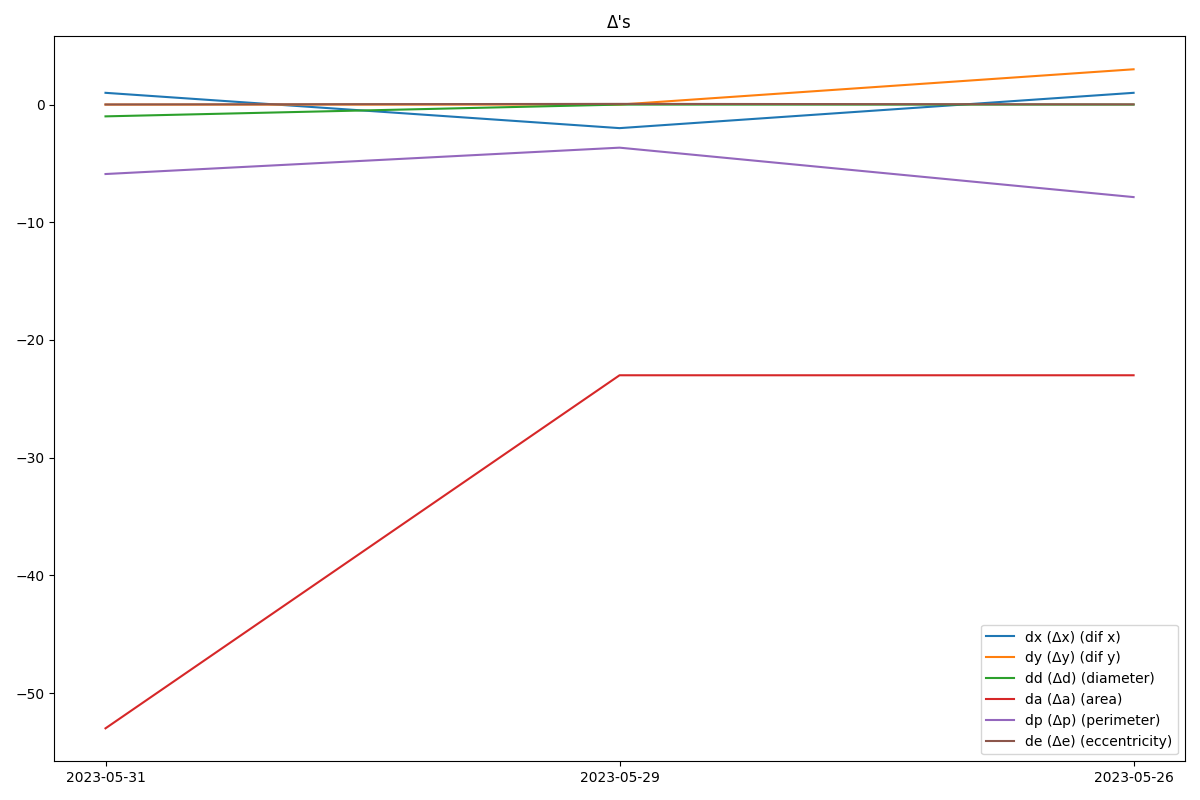 Δ's
0
−10
−20
−30
−40
−50
2023-05-31
2023-05-29
2023-05-26
dx (Δx) (dif x)
dy (Δy) (dif y)
dd (Δd) (diameter)
da (Δa) (area)
dp (Δp) (perimeter)
de (Δe) (eccentricity)